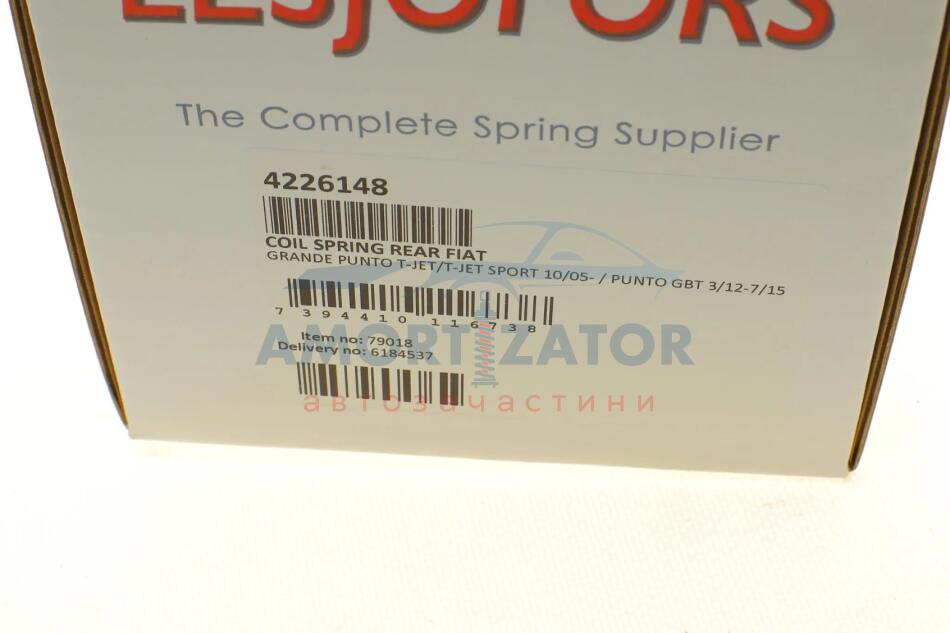 LESJÖFORS
The Complete Spring Supplier
4226148
COIL SPRING REAR FIAT
GRANDE PUNTO T-JET/T-JET SPORT 10/05- / PUNTO GBT 3/12-7/15
7 394410 116738
AMORTIZATOR
Item no: 79018
Delivery no: 6184537
автозачастини